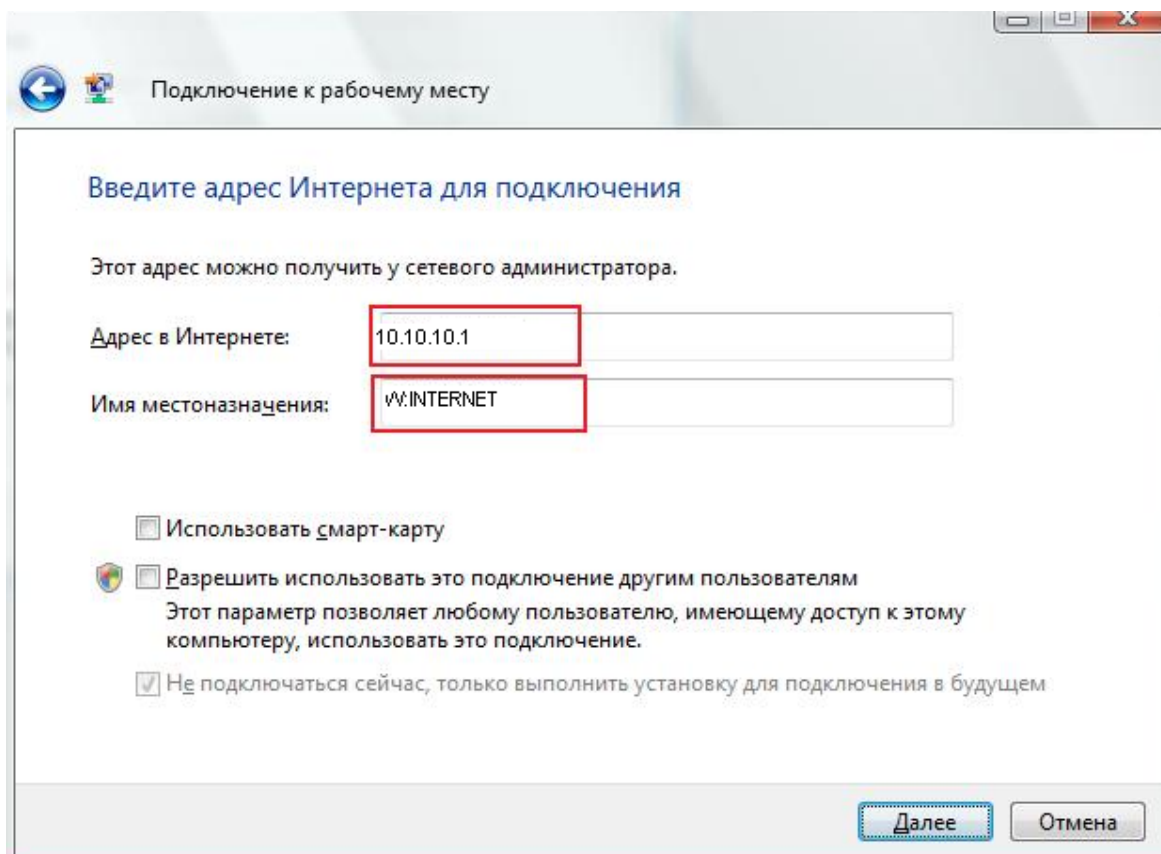 Подключение к рабочему месту
Введите адрес Интернета для подключения
Этот адрес можно получить у сетевого администратора.
Адрес в Интернете: 10.10.10.1
Имя местоназначения: W:INTERNET
Использовать смарт-карту
Разрешить использовать это подключение другим пользователям
Этот параметр позволяет любому пользователю, имеющему доступ к этому
компьютеру, использовать это подключение.
Не подключаться сейчас, только выполнить установку для подключения в будущем
Далее Отмена